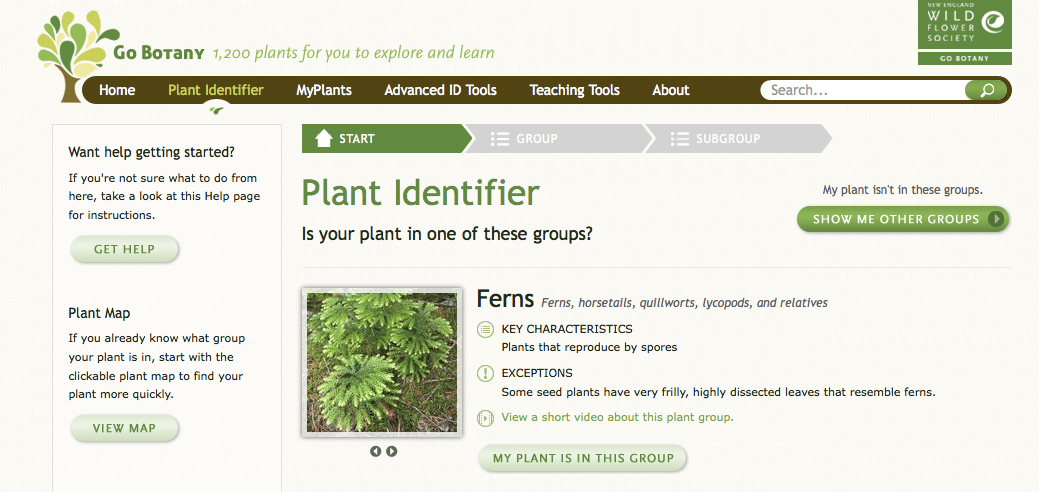 NEW ENGLAND
WILD
FLOWER
SOCIETY
GO BOTANY
Go Botany 1,200 plants for you to explore and learn
Home Plant Identifier MyPlants Advanced ID Tools Teaching Tools About Search...
Want help getting started?
If you're not sure what to do from
here, take a look at this Help page
for instructions.
GET HELP
Plant Map
If you already know what group
your plant is in, start with the
clickable plant map to find your
plant more quickly.
VIEW MAP
START GROUP SUBGROUP
Plant Identifier
Is your plant in one of these groups?
My plant isn't in these groups.
SHOW ME OTHER GROUPS
Ferns Ferns, horsetails, quillworts, lycopods, and relatives
KEY CHARACTERISTICS
Plants that reproduce by spores
EXCEPTIONS
Some seed plants have very frilly, highly dissected leaves that resemble ferns.
View a short video about this plant group.
MY PLANT IS IN THIS GROUP